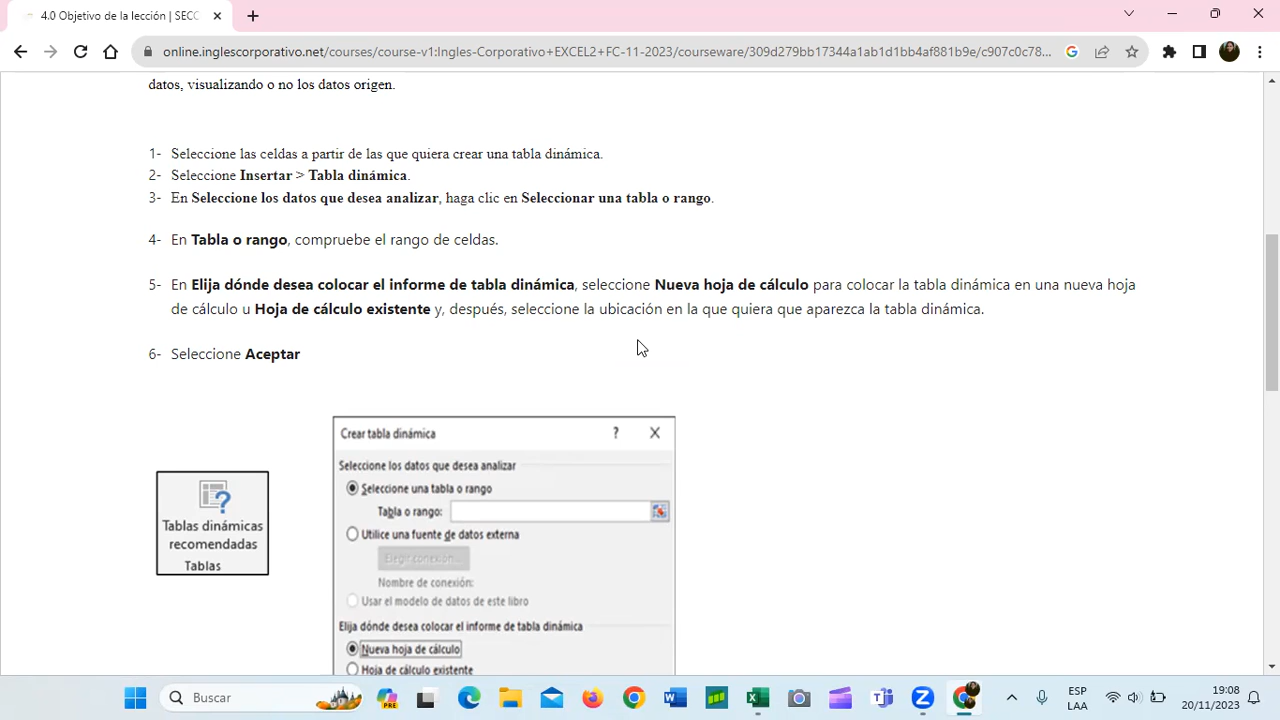 4.0 Objetivo de la lección | SECC
online.inglescorporativo.net/courses/course-v1:Ingles-Corporativo+EXCEL2+FC-11-2023/courseware/309d279bb17344a1ab1d1bb4af881b9e/c907c0c78...
datos, visualizando o no los datos origen.
1- Seleccione las celdas a partir de las que quiera crear una tabla dinámica.
2- Seleccione Insertar > Tabla dinámica.
3- En Seleccione los datos que desea analizar, haga clic en Seleccionar una tabla o rango.
4- En Tabla o rango, compruebe el rango de celdas.
5- En Elija dónde desea colocar el informe de tabla dinámica, seleccione Nueva hoja de cálculo para colocar la tabla dinámica en una nueva hoja
de cálculo u Hoja de cálculo existente y, después, seleccione la ubicación en la que quiera que aparezca la tabla dinámica.
6- Seleccione Aceptar
Tablas dinámicas
recomendadas
Tablas
Crear tabla dinámica
? X
Seleccione los datos que desea analizar
Seleccione una tabla o rango
Tabla o rango:
Utilice una fuente de datos externa
Elegir conexión...
Nombre de conexión:
Usar el modelo de datos de este libro
Elija dónde desea colocar el informe de tabla dinámica
Nueva hoja de cálculo
Hoja de cálculo existente
Buscar
PRE
ESP
LAA
19:08
20/11/2023